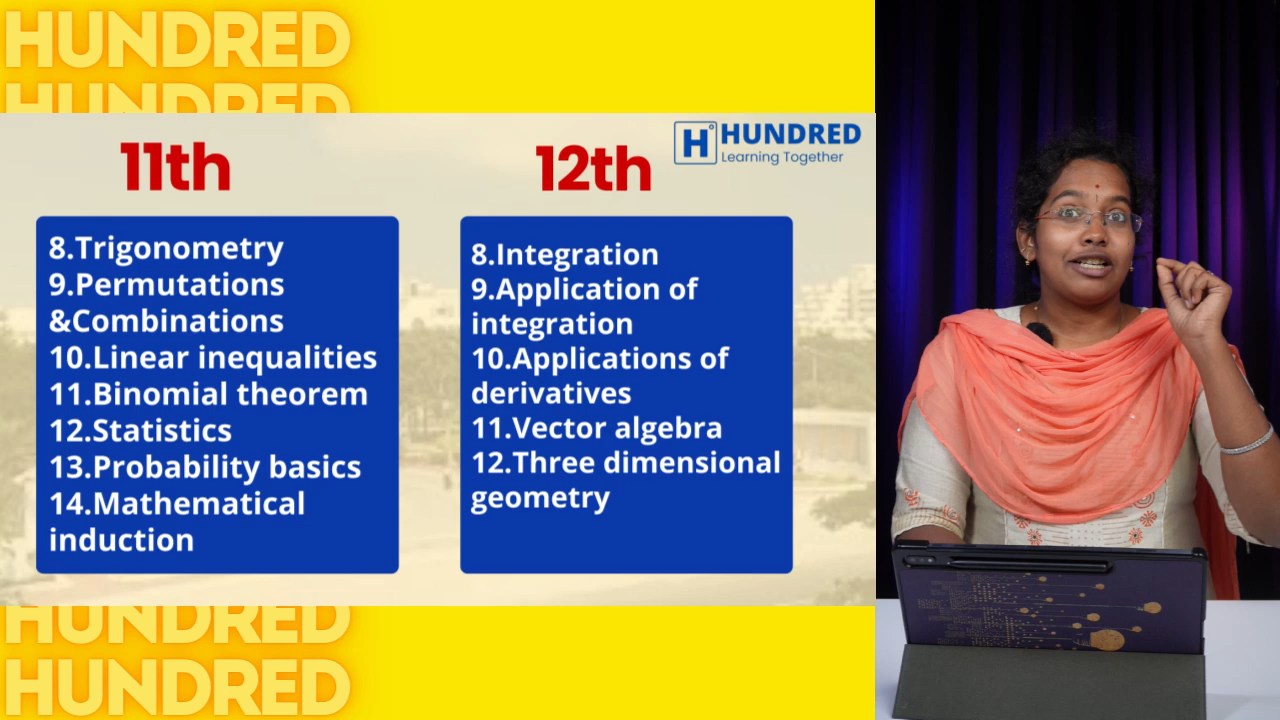 HUNDRED
HUNDRED
11th
12th
H HUNDRED
Learning Together
8.Trigonometry
9.Permutations
&Combinations
10.Linear inequalities
11.Binomial theorem
12.Statistics
13.Probability basics
14.Mathematical
induction
8.Integration
9.Application of
integration
10.Applications of
derivatives
11.Vector algebra
12.Three dimensional
geometry
HUNDRED
HUNDRED